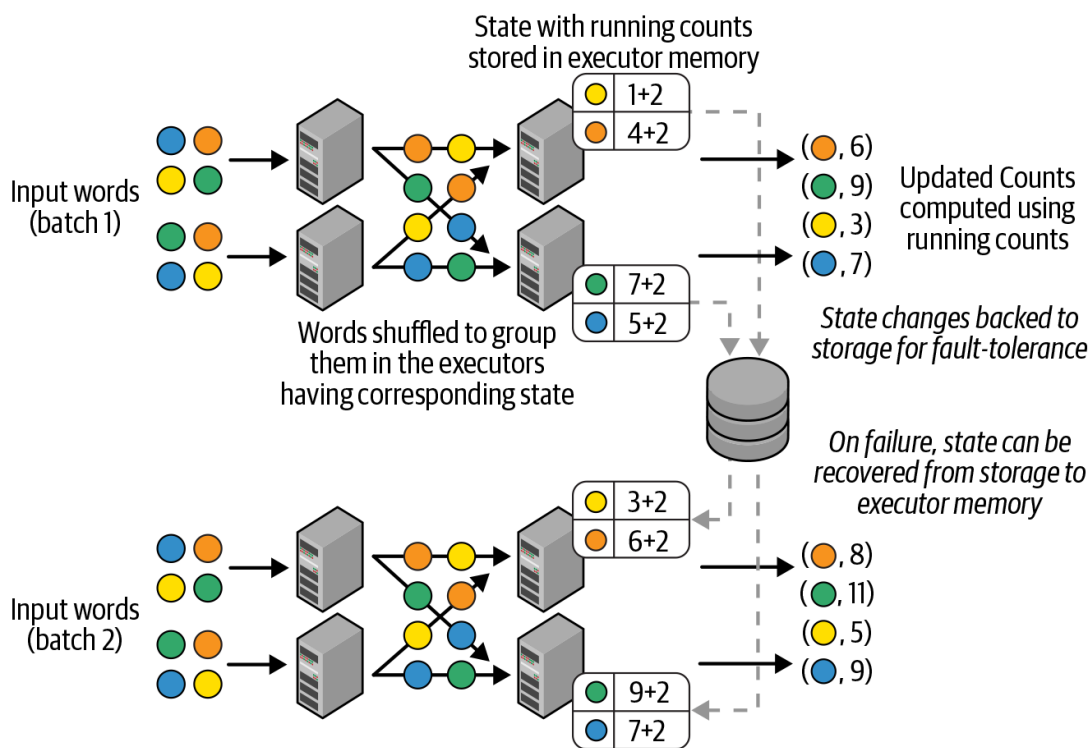 State with running counts
stored in executor memory
1+2
4+2
Input words
(batch 1)
(, 6)
(, 9)
(, 3)
(, 7)
Updated Counts
computed using
running counts
7+2
5+2
Words shuffled to group
them in the executors
having corresponding state
State changes backed to
storage for fault-tolerance
On failure, state can be
recovered from storage to
executor memory
3+2
6+2
Input words
(batch 2)
(, 8)
(, 11)
(, 5)
(, 9)
9+2
7+2